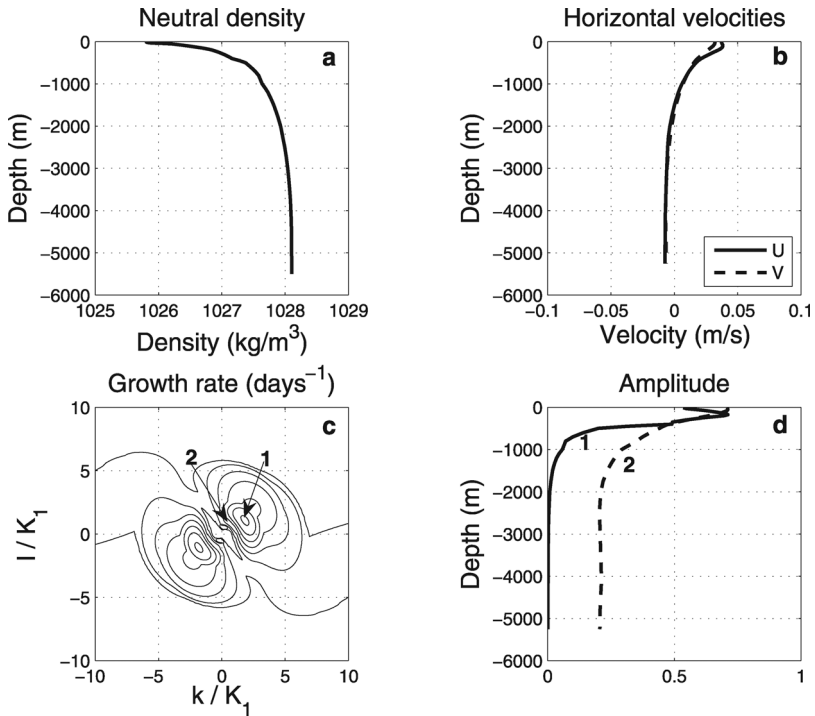 Neutral density
a
0
−1000
−2000
−3000
−4000
−5000
−6000
Depth (m)
1025 1026 1027 1028 1029
Density (kg/m3)
Horizontal velocities
b
0
−1000
−2000
−3000
−4000
−5000
−6000
Depth (m)
U
V
−0.1 −0.05 0 0.05 0.1
Velocity (m/s)
Growth rate (days−1)
c
2 1
10
5
0
−5
−10
l / K1
−10 −5 0 5 10
k / K1
Amplitude
d
1
2
0
−1000
−2000
−3000
−4000
−5000
−6000
Depth (m)
0 0.5 1